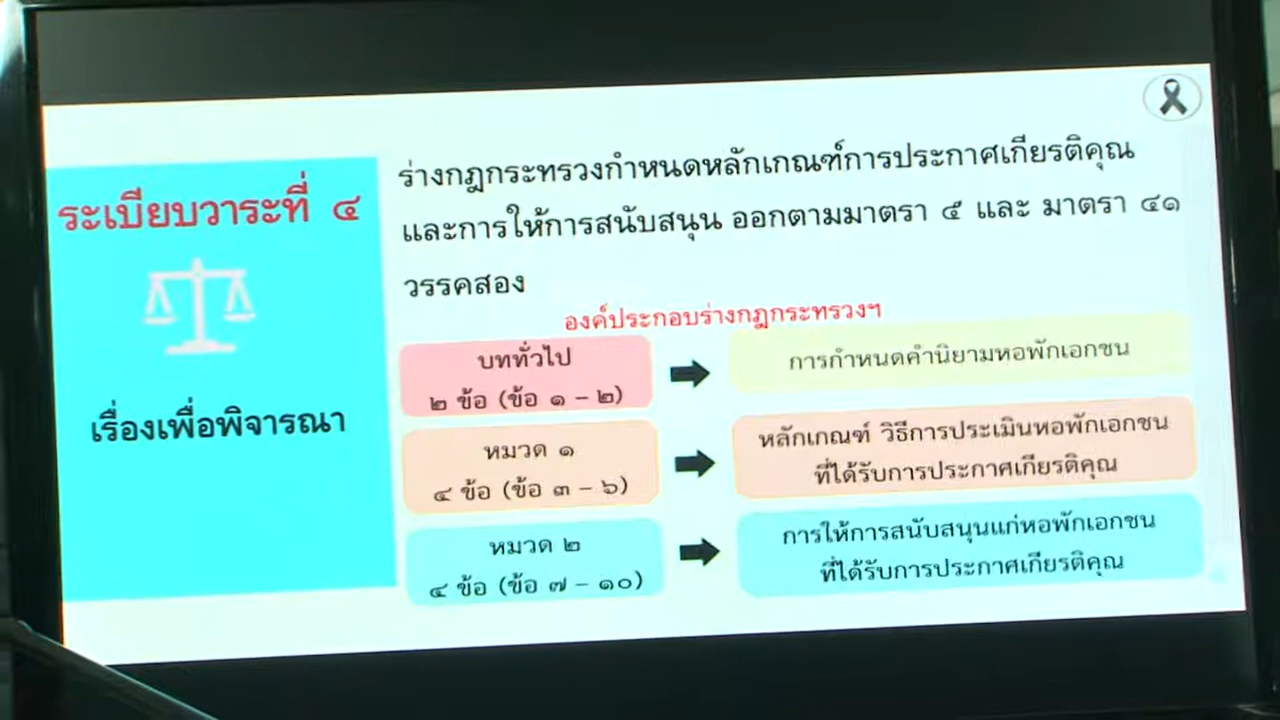 ระเบียบวาระที่ ๔
เรื่องเพื่อพิจารณา
ร่างกฎกระทรวงกำหนดหลักเกณฑ์การประกาศเกียรติคุณ
และการให้การสนับสนุน ออกตามมาตรา ๕ และ มาตรา ๔๑
วรรคสอง
องค์ประกอบร่างกฎกระทรวงฯ
บททั่วไป
๒ ข้อ (ข้อ ๑ - ๒)
การกำหนดคำนิยามหอพักเอกชน
หมวด ๑
๔ ข้อ (ข้อ ๓ - ๖)
หลักเกณฑ์ วิธีการประเมินหอพักเอกชน
ที่ได้รับการประกาศเกียรติคุณ
หมวด ๒
๔ ข้อ (ข้อ ๗ - ๑๐)
การให้การสนับสนุนแก่หอพักเอกชน
ที่ได้รับการประกาศเกียรติคุณ